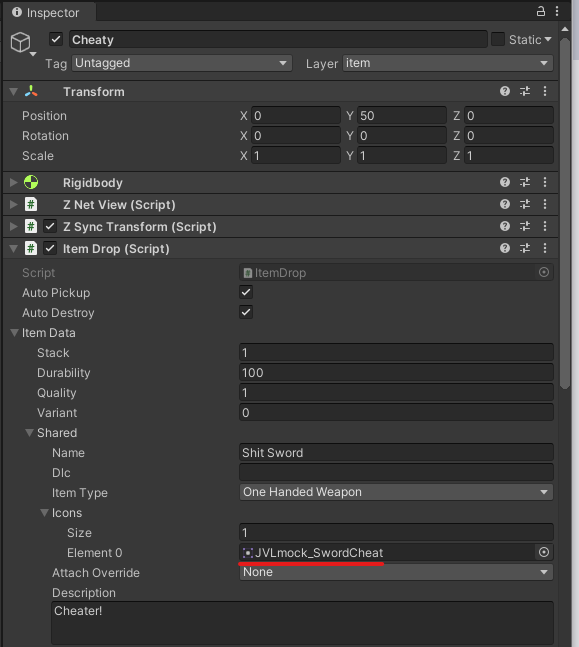 Inspector
Cheaty Static
Tag Untagged Layer item
Transform
Position X 0 Y 50 Z 0
Rotation X 0 Y 0 Z 0
Scale X 1 Y 1 Z 1
Rigidbody
# Z Net View (Script)
# Z Sync Transform (Script)
# Item Drop (Script)
Script # ItemDrop
Auto Pickup
Auto Destroy
Item Data
Stack 1
Durability 100
Quality 1
Variant 0
Shared
Name Shit Sword
Dlc
Item Type One Handed Weapon
Icons
Size 1
Element 0 JVLmock_SwordCheat
Attach Override None
Description
Cheater!